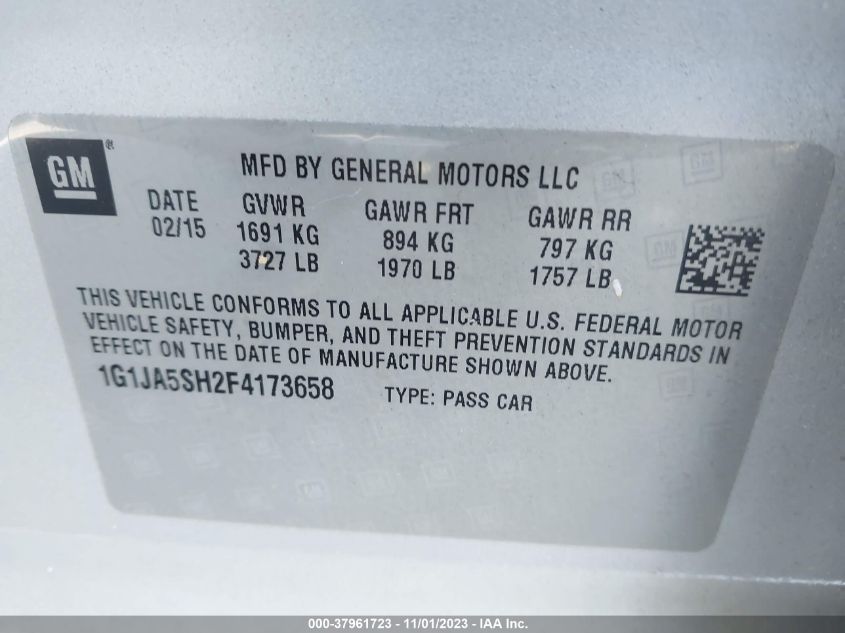 GM®
MFD BY GENERAL MOTORS LLC
DATE GVWR GAWR FRT GAWR RR
02/15 1691 KG 894 KG 797 KG
3727 LB 1970 LB 1757 LB
THIS VEHICLE CONFORMS TO ALL APPLICABLE U.S. FEDERAL MOTOR
VEHICLE SAFETY, BUMPER, AND THEFT PREVENTION STANDARDS IN
EFFECT ON THE DATE OF MANUFACTURE SHOWN ABOVE.
1G1JA5SH2F4173658 TYPE: PASS CAR
000-37961723 - 11/01/2023 - IAA Inc.